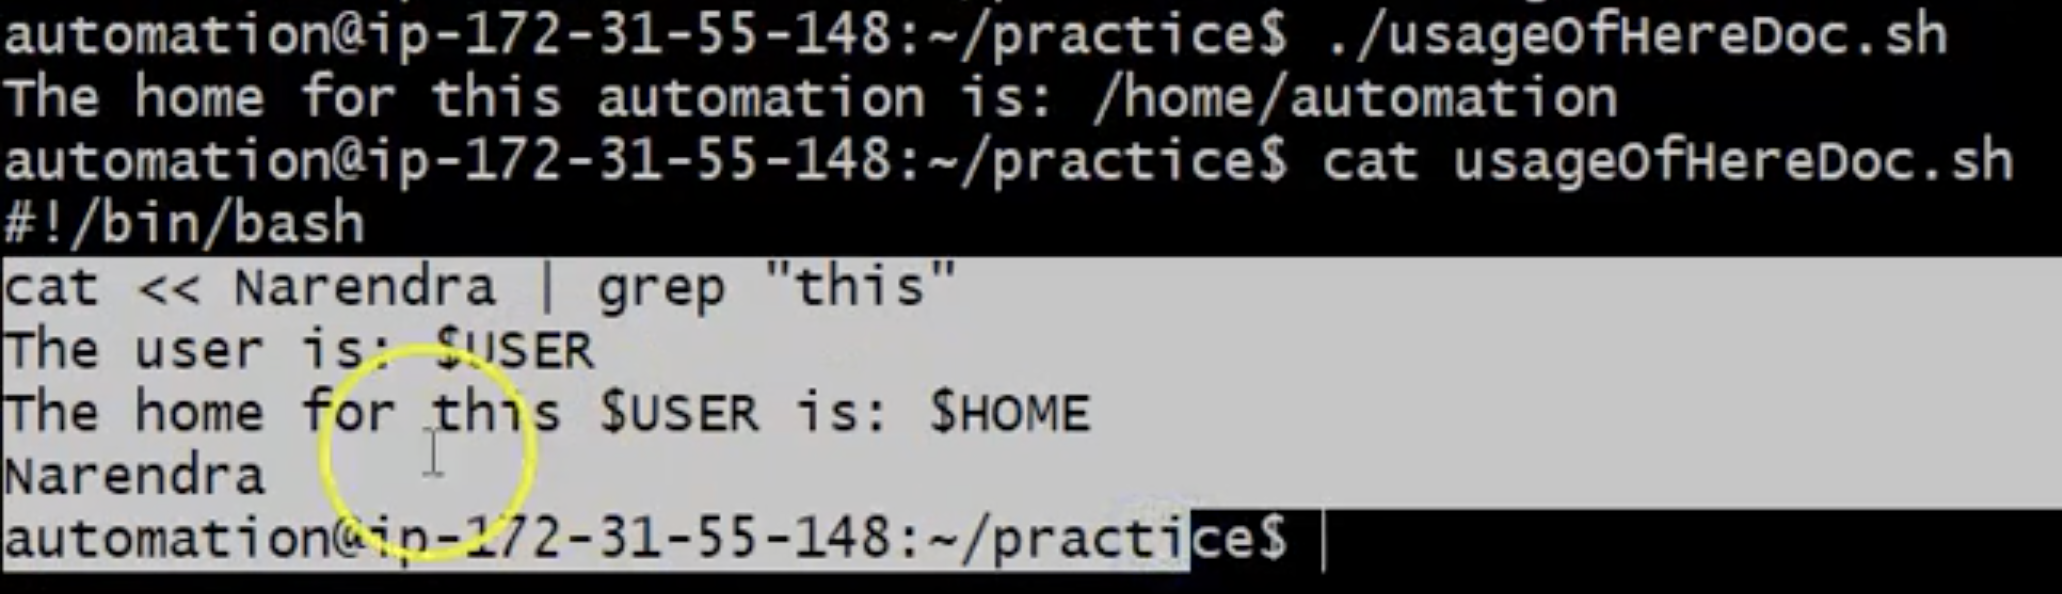 automation@ip-172-31-55-148:~/practice$ ./usageOfHereDoc.sh
The home for this automation is: /home/automation
automation@ip-172-31-55-148:~/practice$ cat usageOfHereDoc.sh
#!/bin/bash
cat << Narendra | grep "this"
The user is: $USER
The home for this $USER is: $HOME
Narendra
automation@ip-172-31-55-148:~/practice$